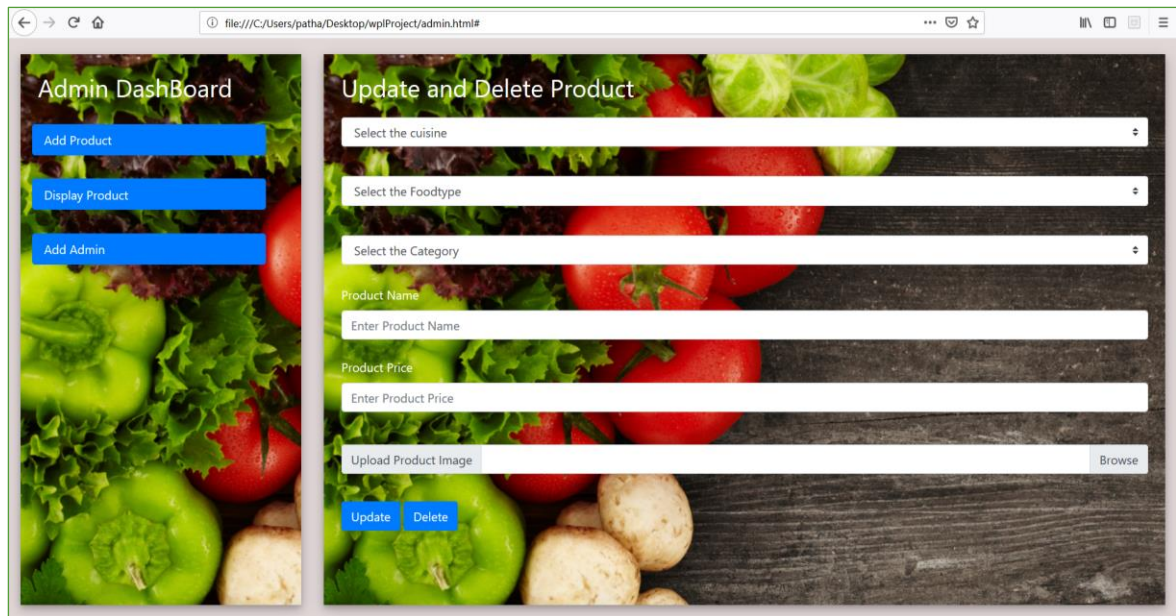 file:///C:/Users/patha/Desktop/wplProject/admin.html#
Admin DashBoard
Add Product
Display Product
Add Admin
Update and Delete Product
Select the cuisine
Select the Foodtype
Select the Category
Product Name
Enter Product Name
Product Price
Enter Product Price
Upload Product Image Browse
Update Delete